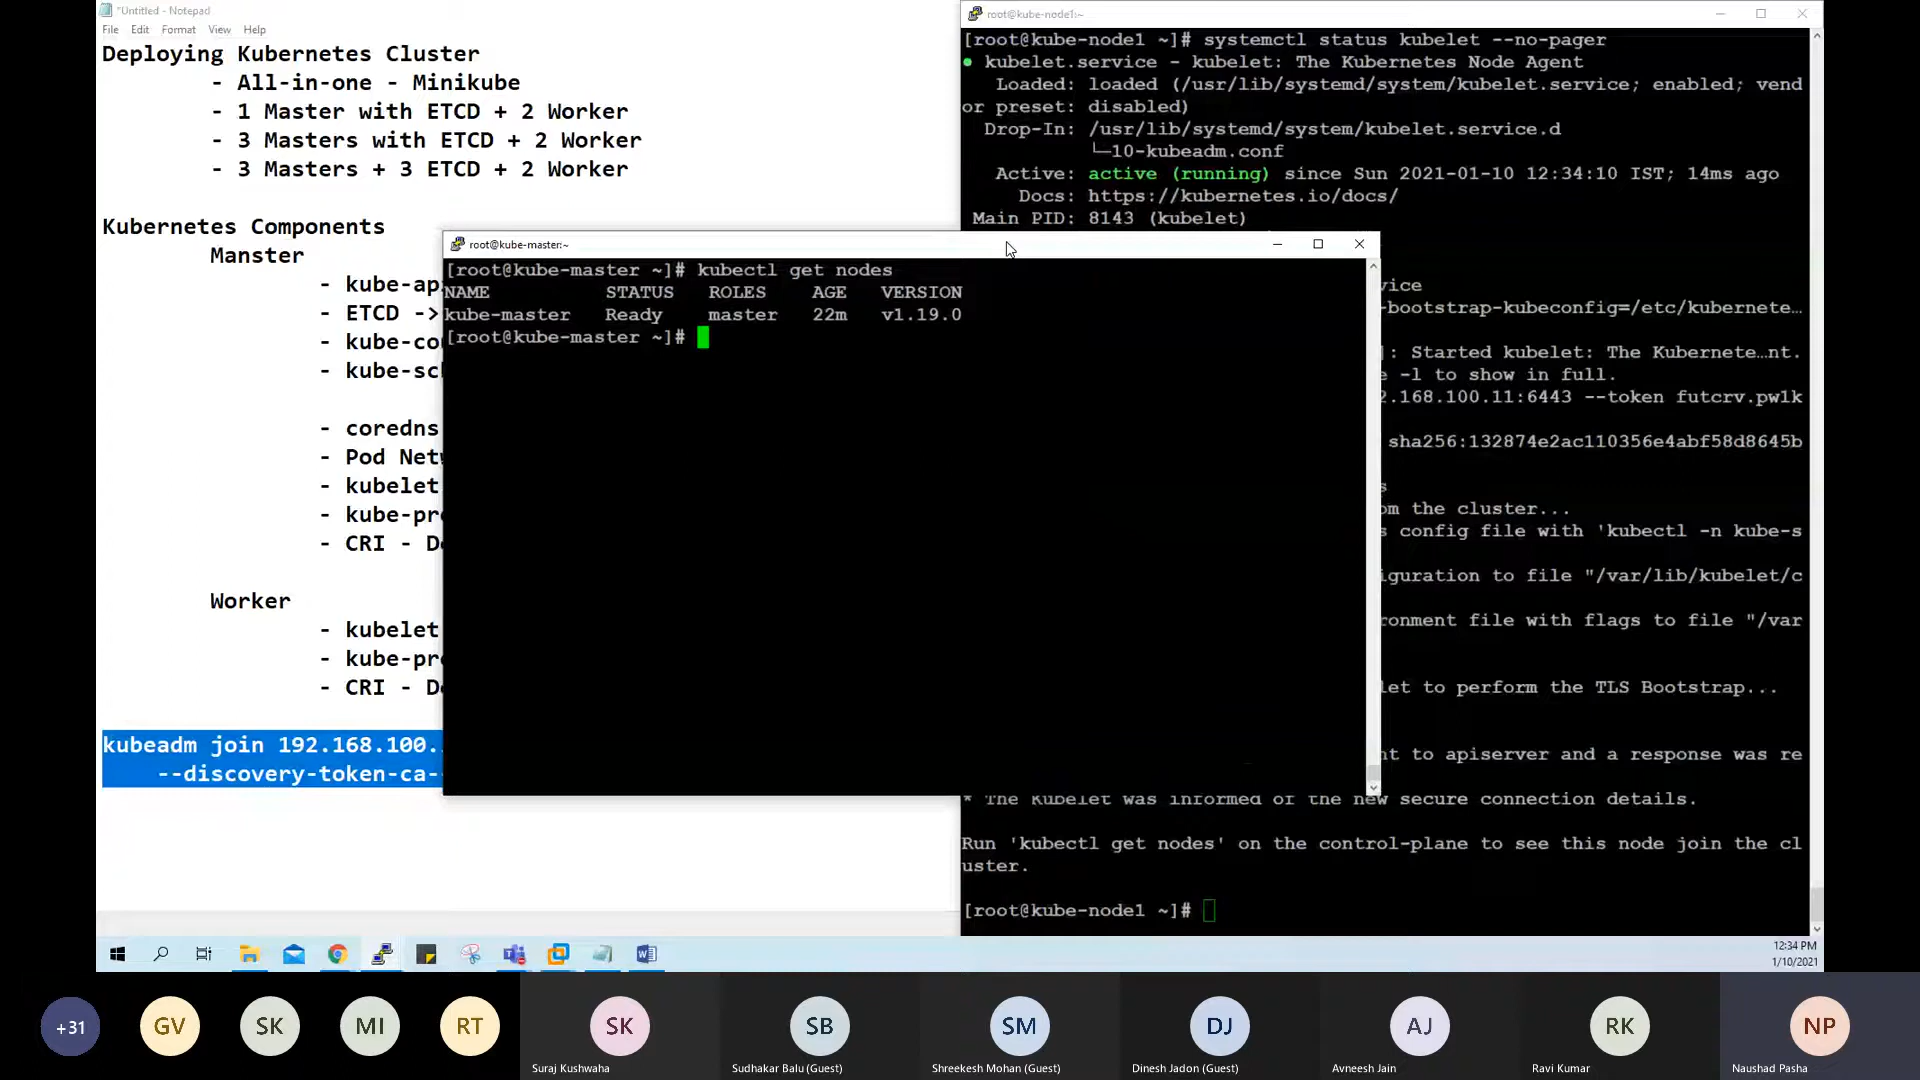 *Untitled - Notepad
File Edit Format View Help
Deploying Kubernetes Cluster
- All-in-one - Minikube
- 1 Master with ETCD + 2 Worker
- 3 Masters with ETCD + 2 Worker
- 3 Masters + 3 ETCD + 2 Worker
Kubernetes Components
Manster
- kube-ap
- ETCD ->
- kube-co
- kube-sc
- coredns
- Pod Net
- kubelet
- kube-pr
- CRI - D
Worker
- kubelet
- kube-pr
- CRI - D
kubeadm join 192.168.100.
--discovery-token-ca-
root@kube-node1:~
[root@kube-node1 ~]# systemctl status kubelet --no-pager
● kubelet.service - kubelet: The Kubernetes Node Agent
Loaded: loaded (/usr/lib/systemd/system/kubelet.service; enabled; vend
or preset: disabled)
Drop-In: /usr/lib/systemd/system/kubelet.service.d
└─10-kubeadm.conf
Active: active (running) since Sun 2021-01-10 12:34:10 IST; 14ms ago
Docs: https://kubernetes.io/docs/
Main PID: 8143 (kubelet)
root@kube-master:~
[root@kube-master ~]# kubectl get nodes
NAME STATUS ROLES AGE VERSION
kube-master Ready master 22m v1.19.0
[root@kube-master ~]#
vice
-bootstrap-kubeconfig=/etc/kubernete…
]: Started kubelet: The Kubernete…nt.
e -l to show in full.
2.168.100.11:6443 --token futcrv.pw1k
sha256:132874e2ac110356e4abf58d8645b
s
om the cluster...
s config file with 'kubectl -n kube-s
iguration to file "/var/lib/kubelet/c
ronment file with flags to file "/var
let to perform the TLS Bootstrap...
nt to apiserver and a response was re
* The Kubelet was informed of the new secure connection details.
Run 'kubectl get nodes' on the control-plane to see this node join the cl
uster.
[root@kube-node1 ~]#
12:34 PM
1/10/2021
+31
GV
SK
MI
RT
SK
Suraj Kushwaha
SB
Sudhakar Balu (Guest)
SM
Shreekesh Mohan (Guest)
DJ
Dinesh Jadon (Guest)
AJ
Avneesh Jain
RK
Ravi Kumar
NP
Naushad Pasha